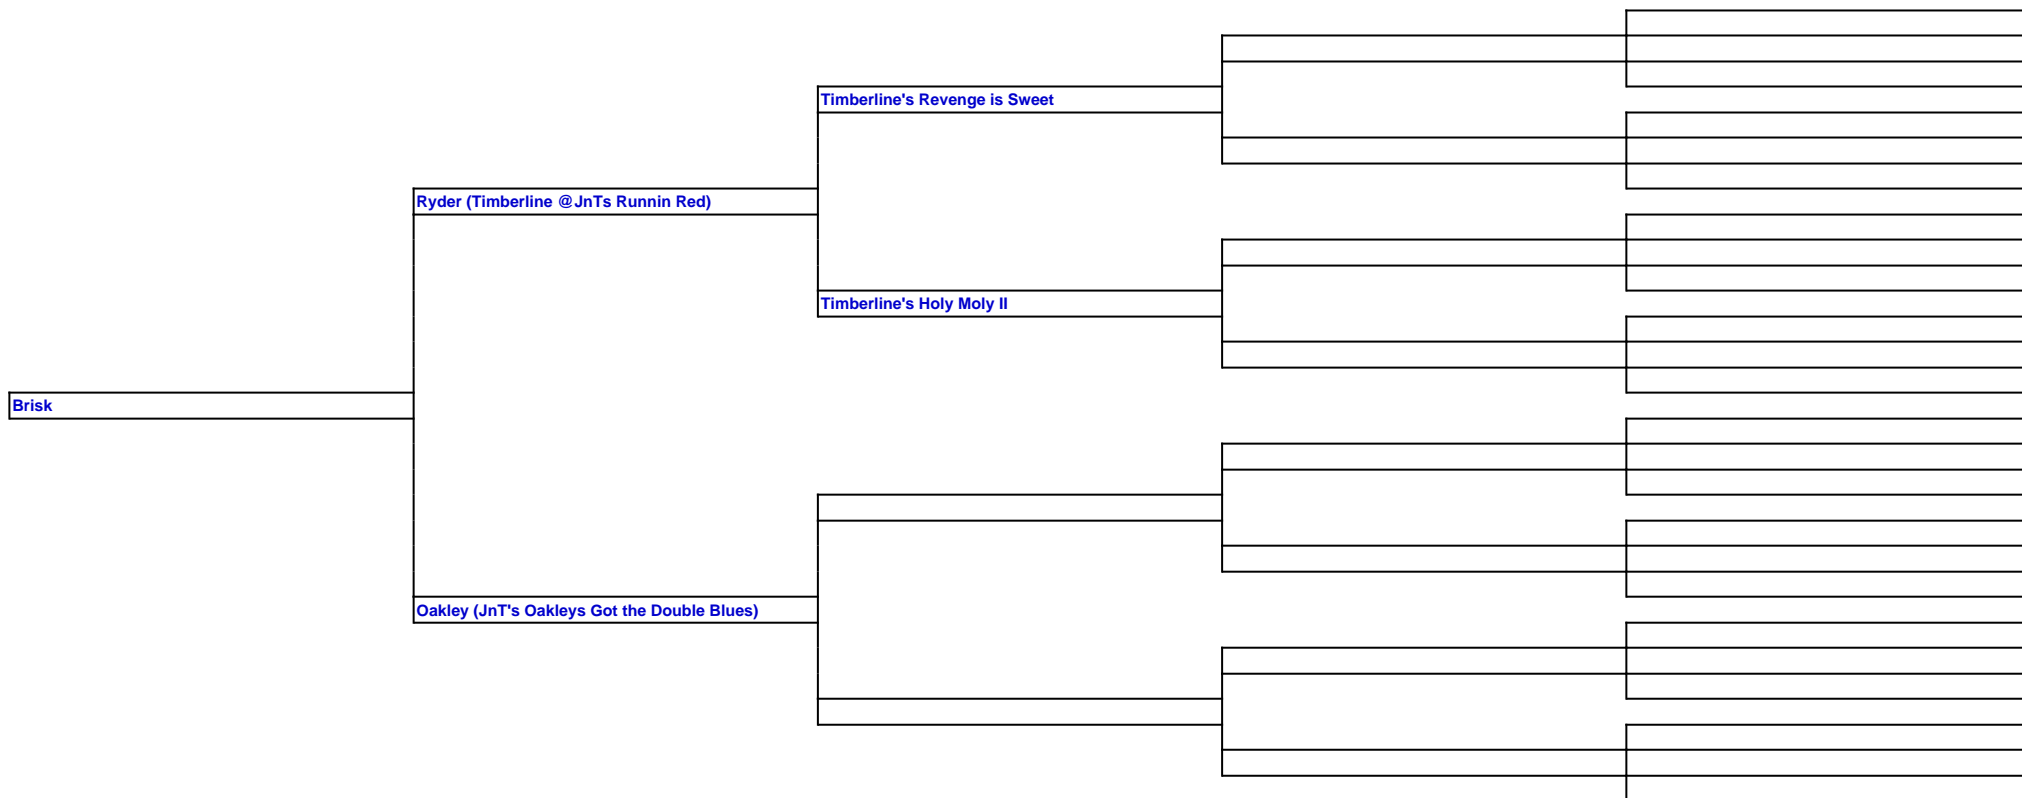 Timberline's Revenge is Sweet
Ryder (Timberline @JnTs Runnin Red)
Timberline's Holy Moly II
Brisk
Oakley (JnT's Oakleys Got the Double Blues)